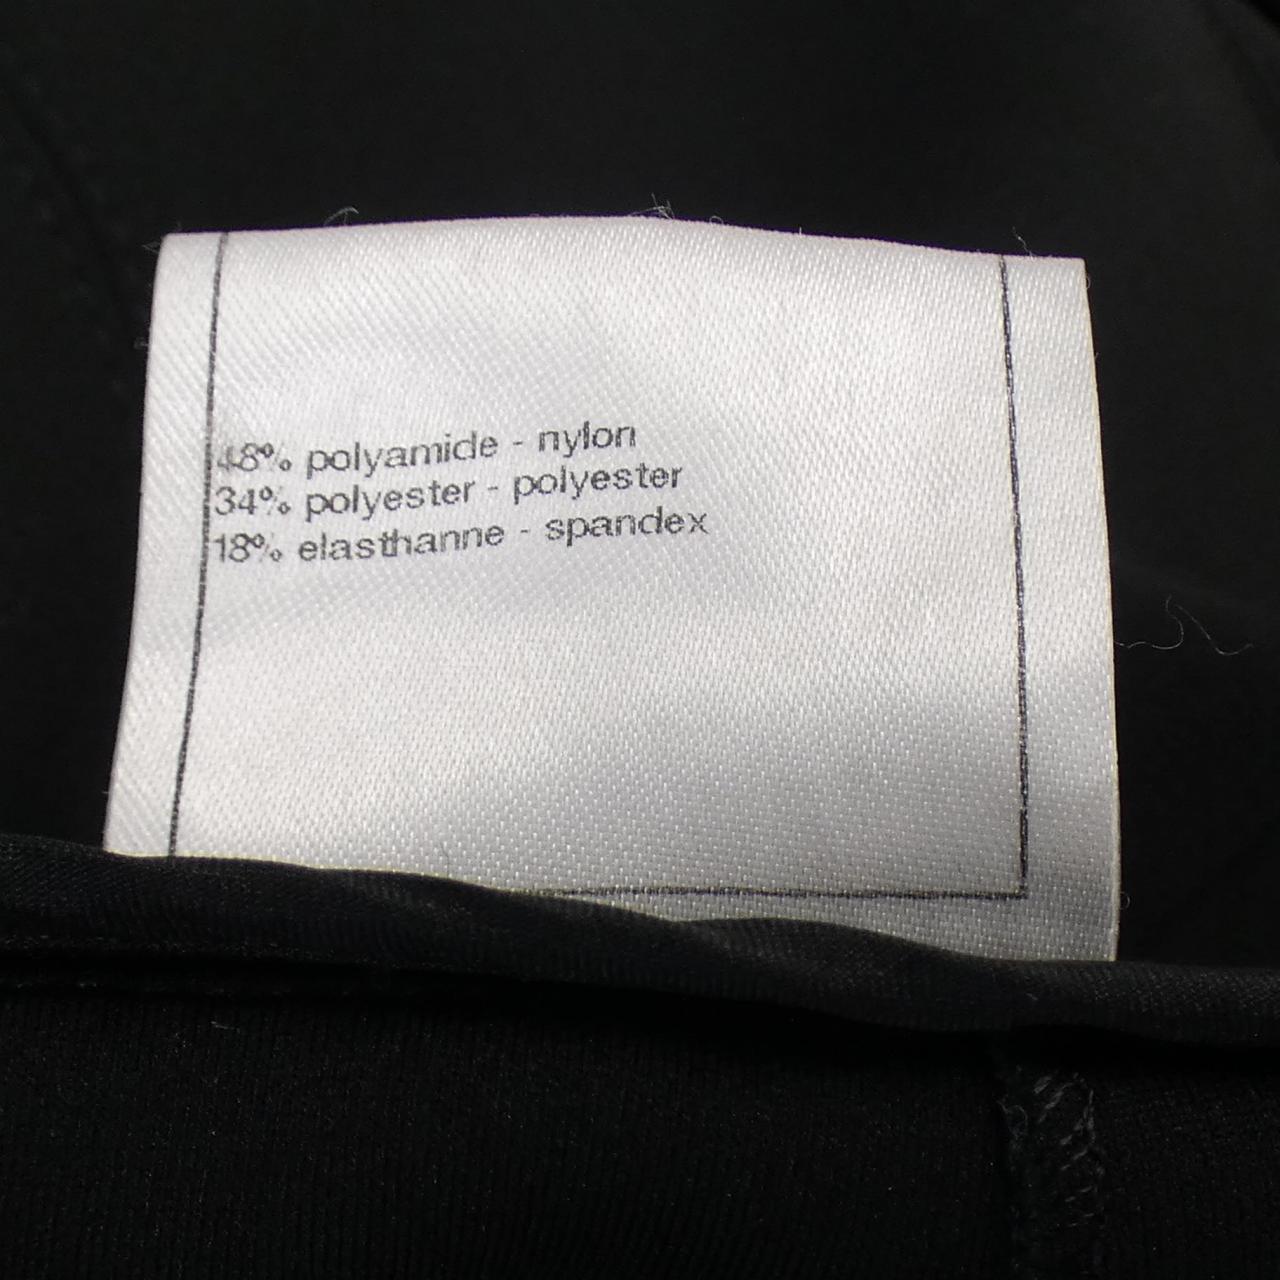 48% polyamide - nylon
34% polyester - polyester
18% elasthanne - spandex